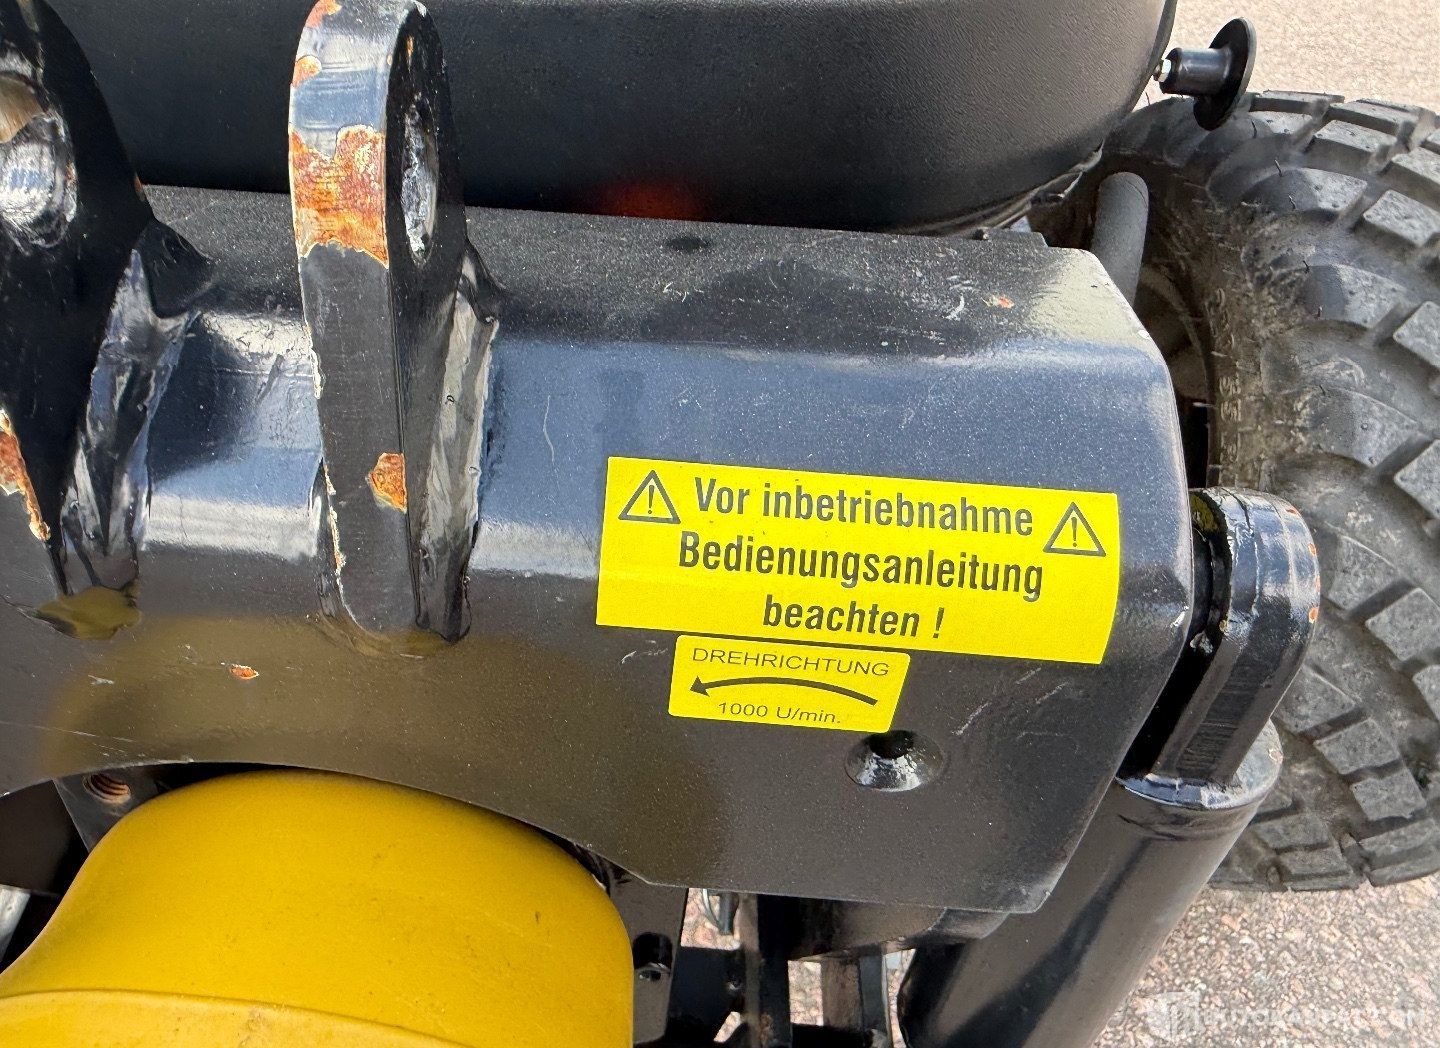 Vor inbetriebnahme
Bedienungsanleitung
beachten !
DREHRICHTUNG
1000 U/min.